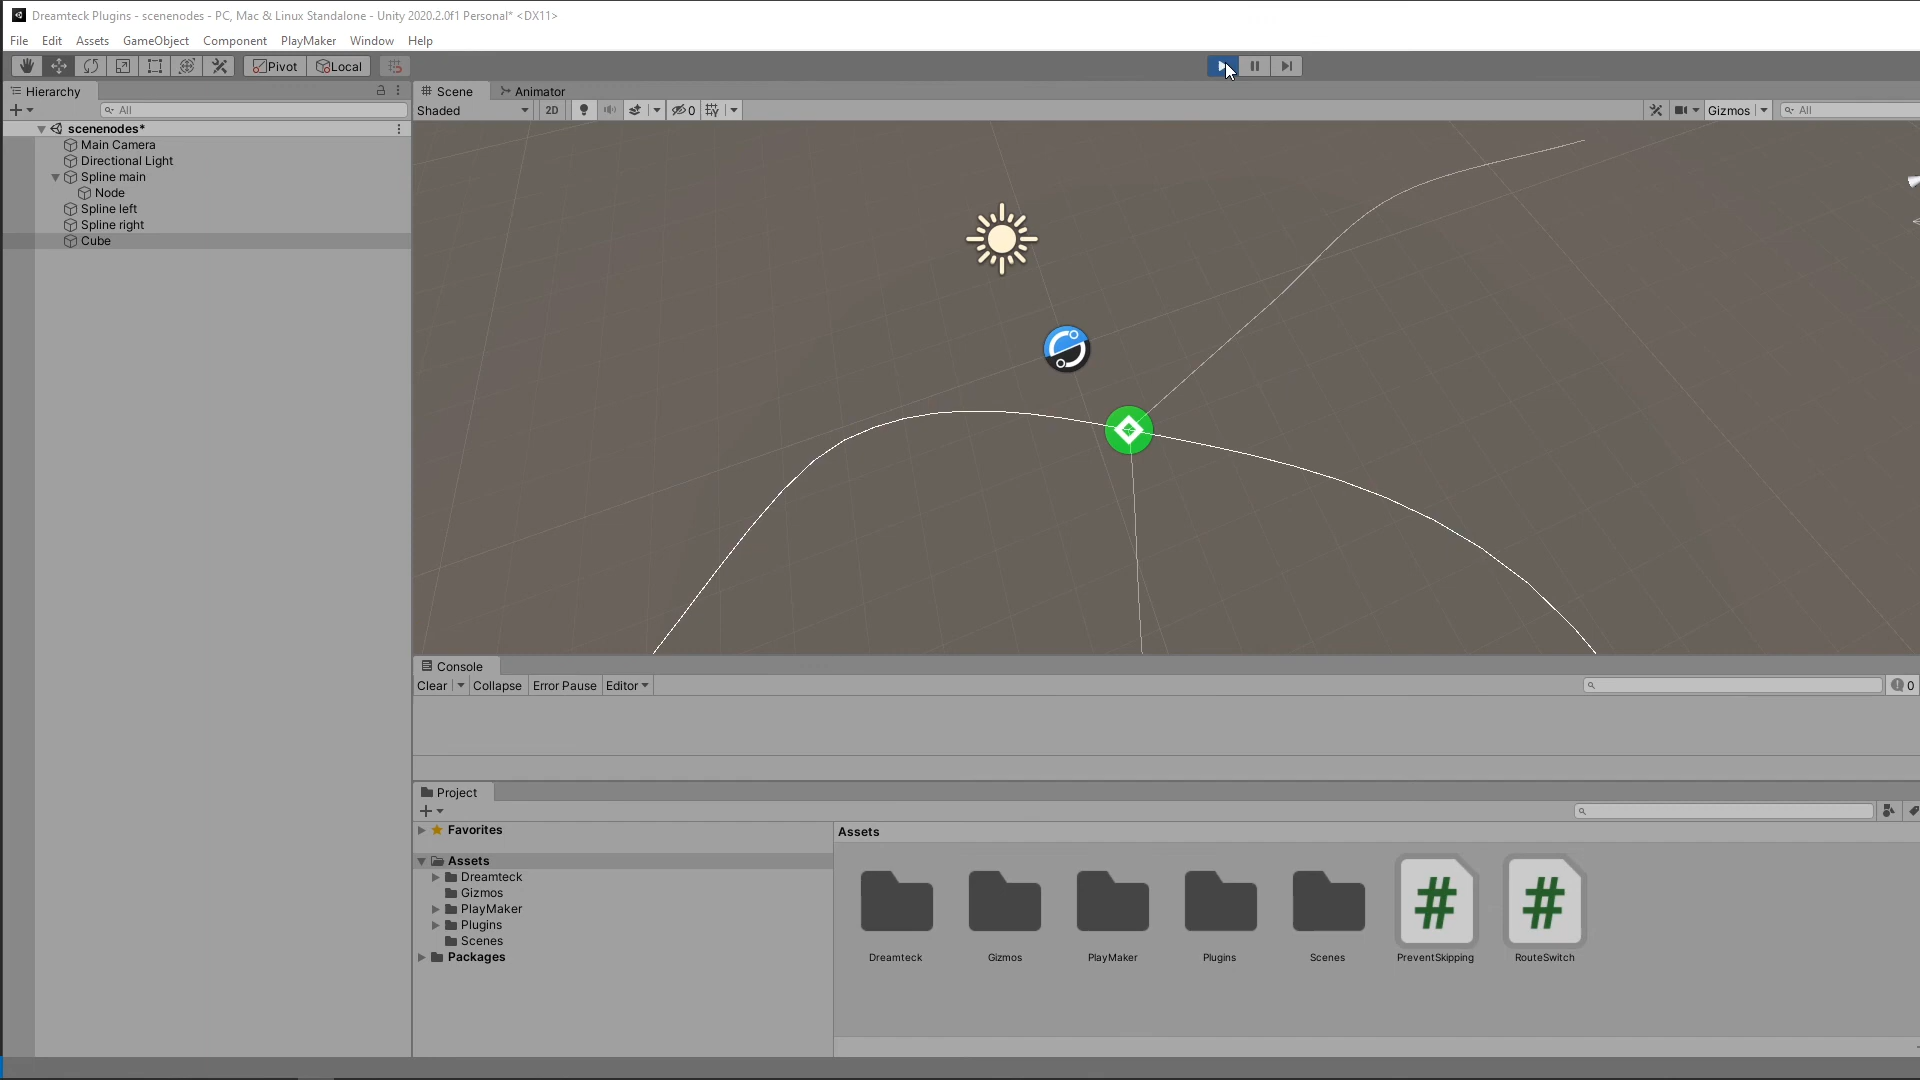 Dreamteck Plugins - scenenodes - PC, Mac & Linux Standalone - Unity 2020.2.0f1 Personal* <DX11>
File Edit Assets GameObject Component PlayMaker Window Help
Pivot Local
Hierarchy
All
scenenodes*
Main Camera
Directional Light
Spline main
Node
Spline left
Spline right
Cube
Scene Animator
Shaded 2D 0 Gizmos All
Console
Clear Collapse Error Pause Editor 0
Project
Favorites
Assets
Dreamteck
Gizmos
PlayMaker
Plugins
Scenes
Packages
Assets
Dreamteck Gizmos PlayMaker Plugins Scenes PreventSkipping RouteSwitch